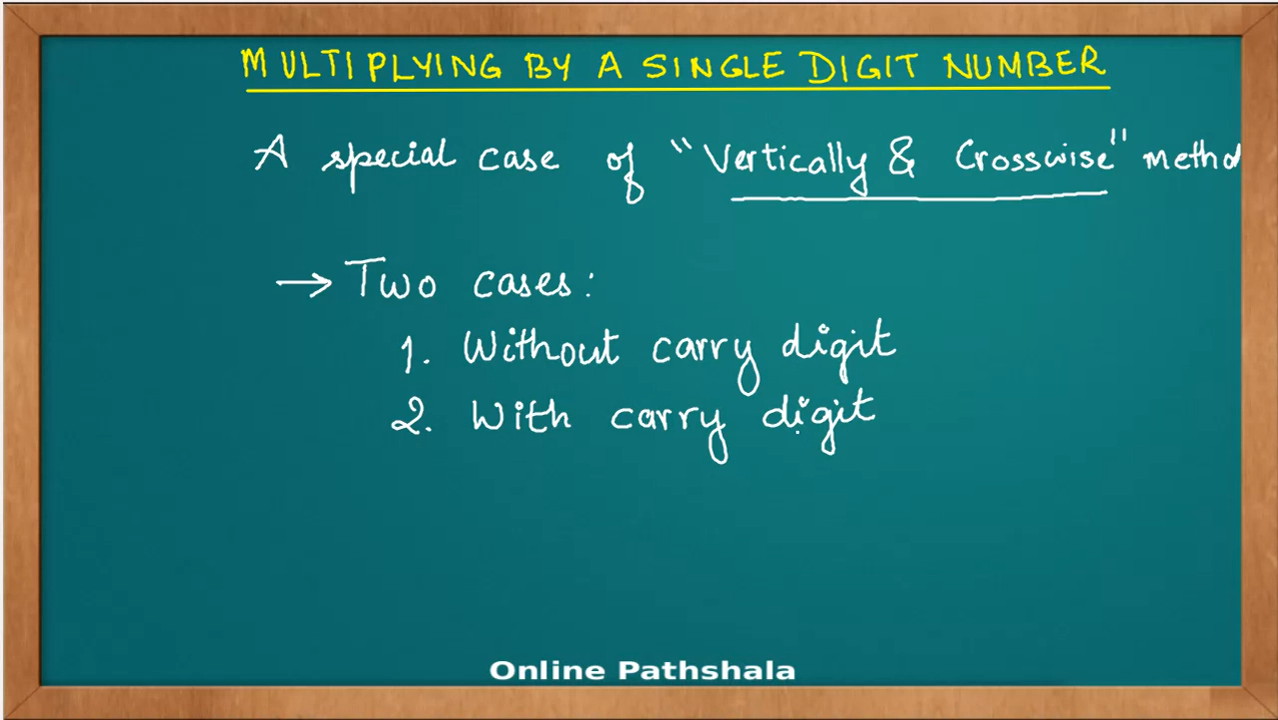 MULTIPLYING BY A SINGLE DIGIT NUMBER
A special case of "Vertically & Crosswise" metho
→ Two cases:
1. Without carry digit
2. With carry digit
Online Pathshala